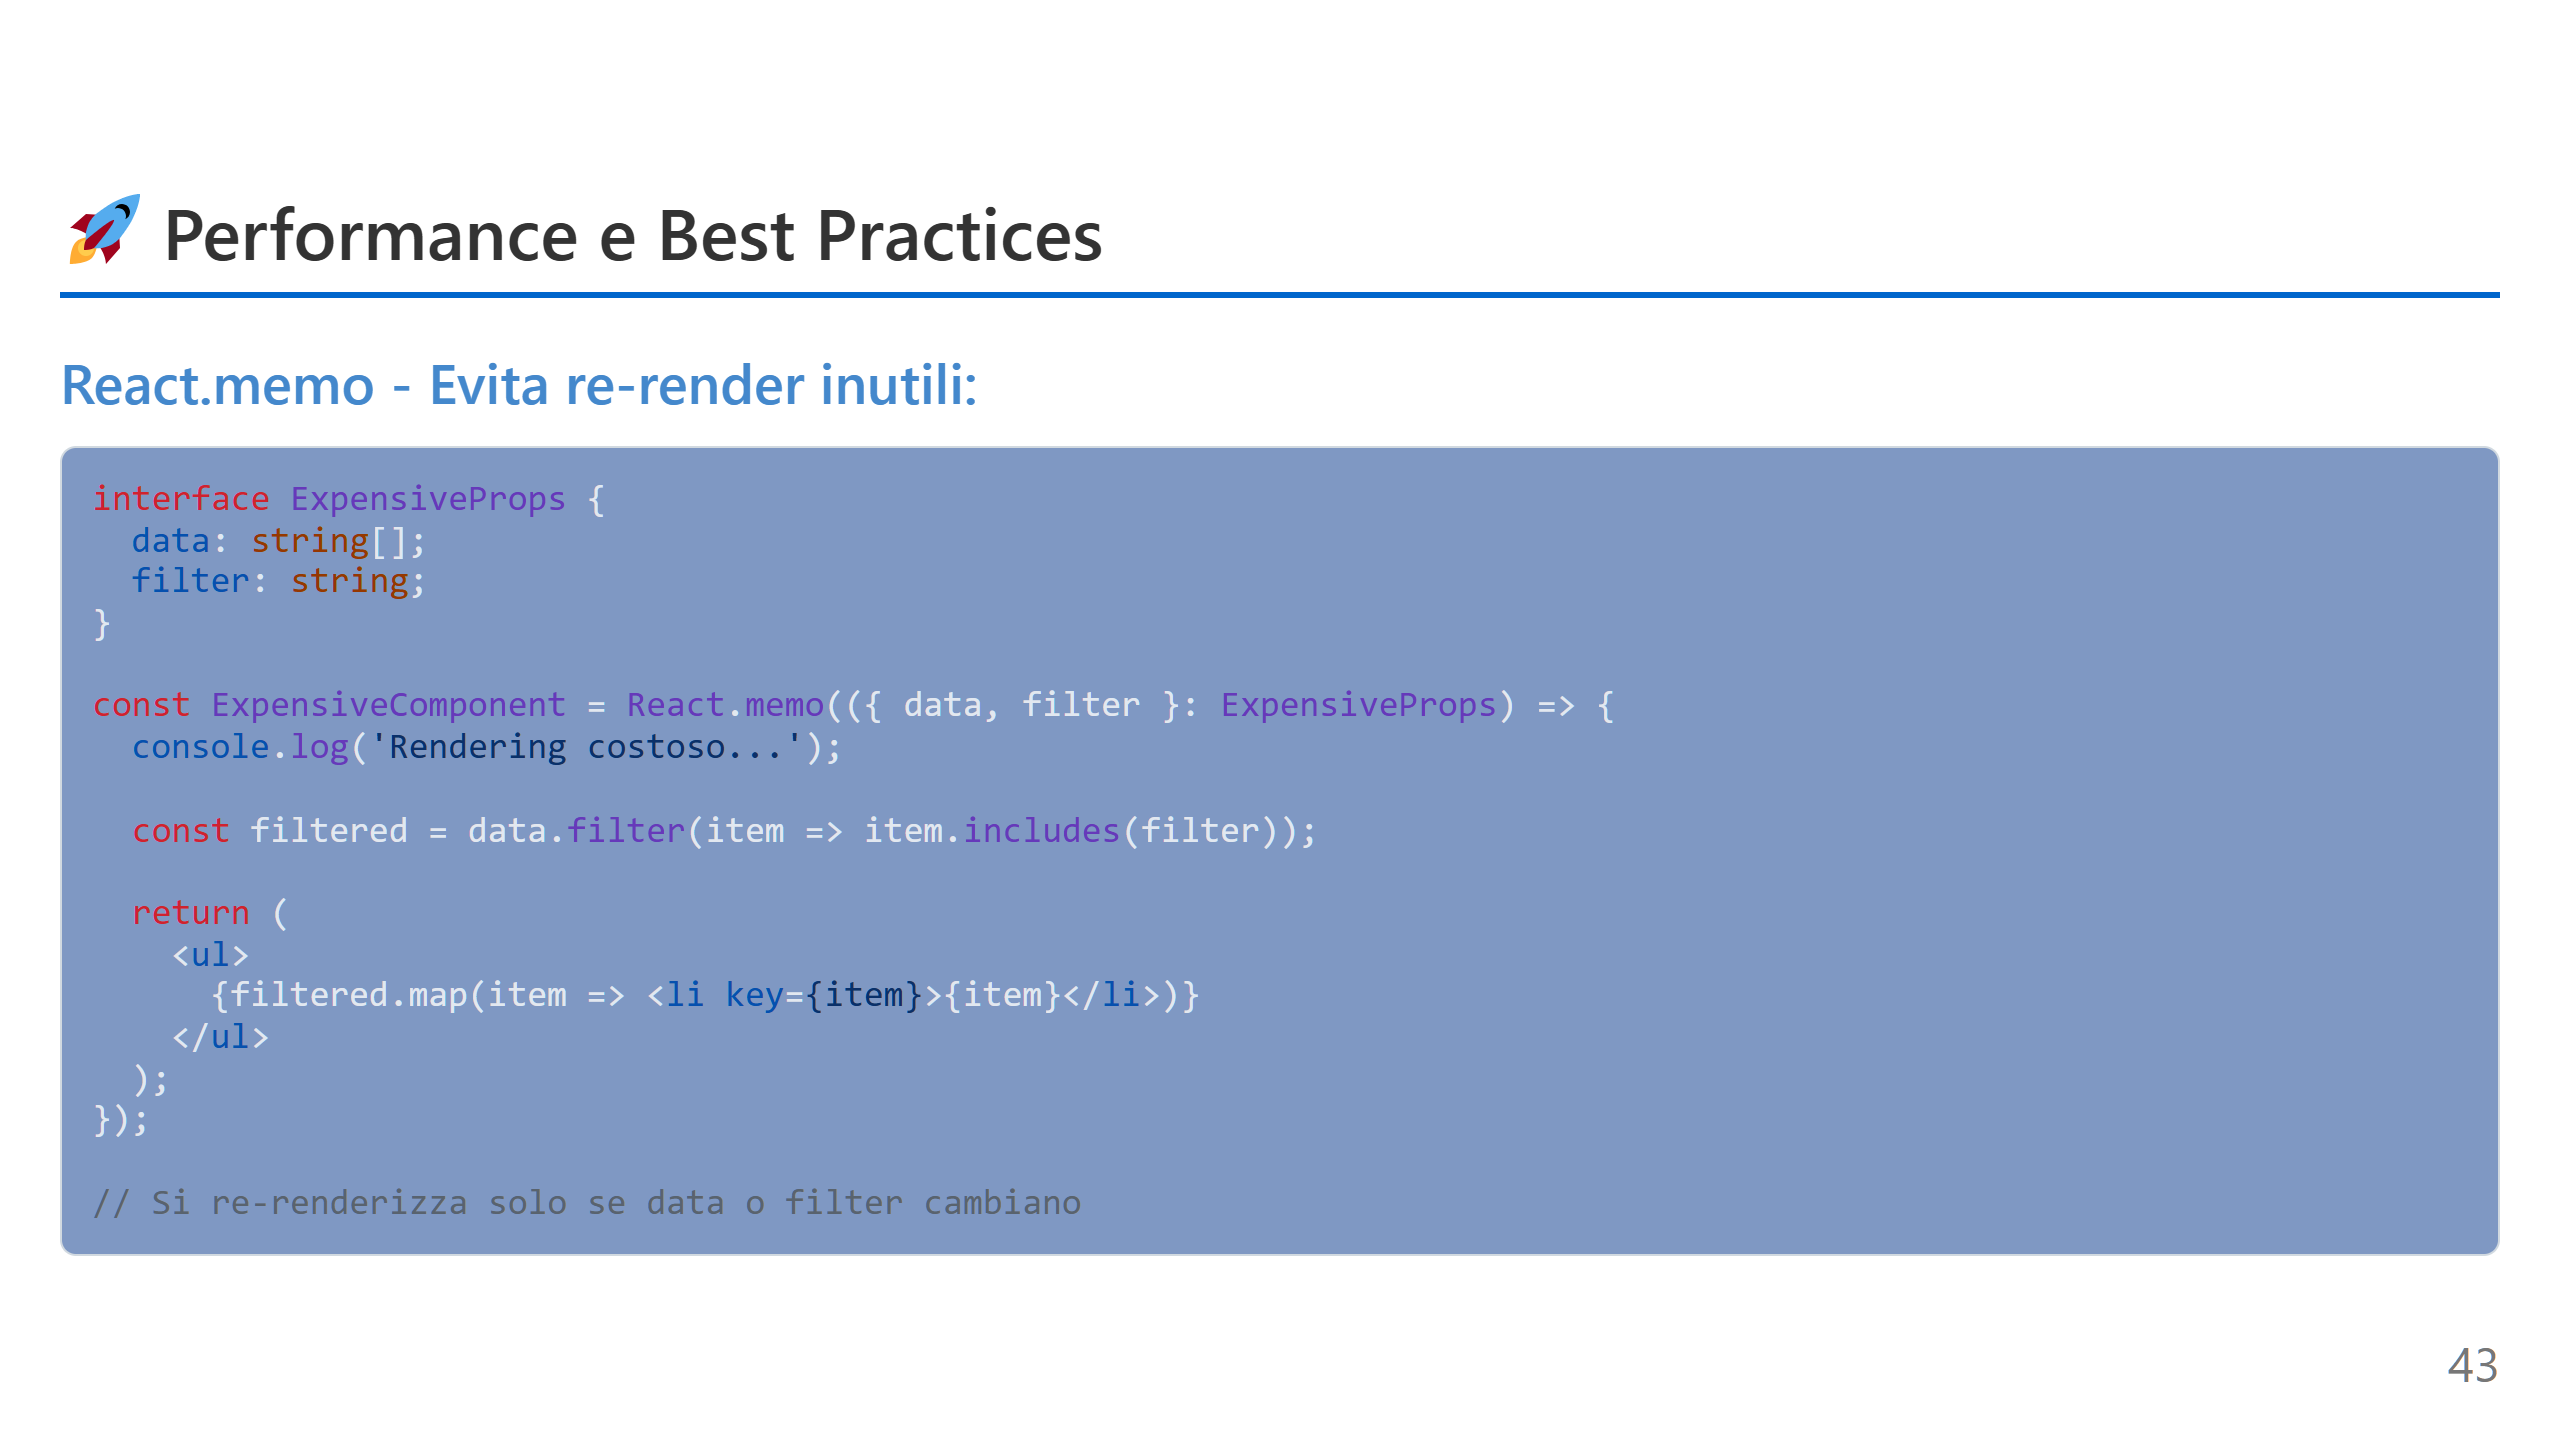 🚀 Performance e Best Practices
React.memo - Evita re-render inutili:
interface ExpensiveProps {
  data: string[];
  filter: string;
}
const ExpensiveComponent = React.memo(({ data, filter }: ExpensiveProps) => {
  console.log('Rendering costoso...');
  const filtered = data.filter(item => item.includes(filter));
  return (
    <ul>
      {filtered.map(item => <li key={item}>{item}</li>)}
    </ul>
  );
});
// Si re-renderizza solo se data o filter cambiano
43